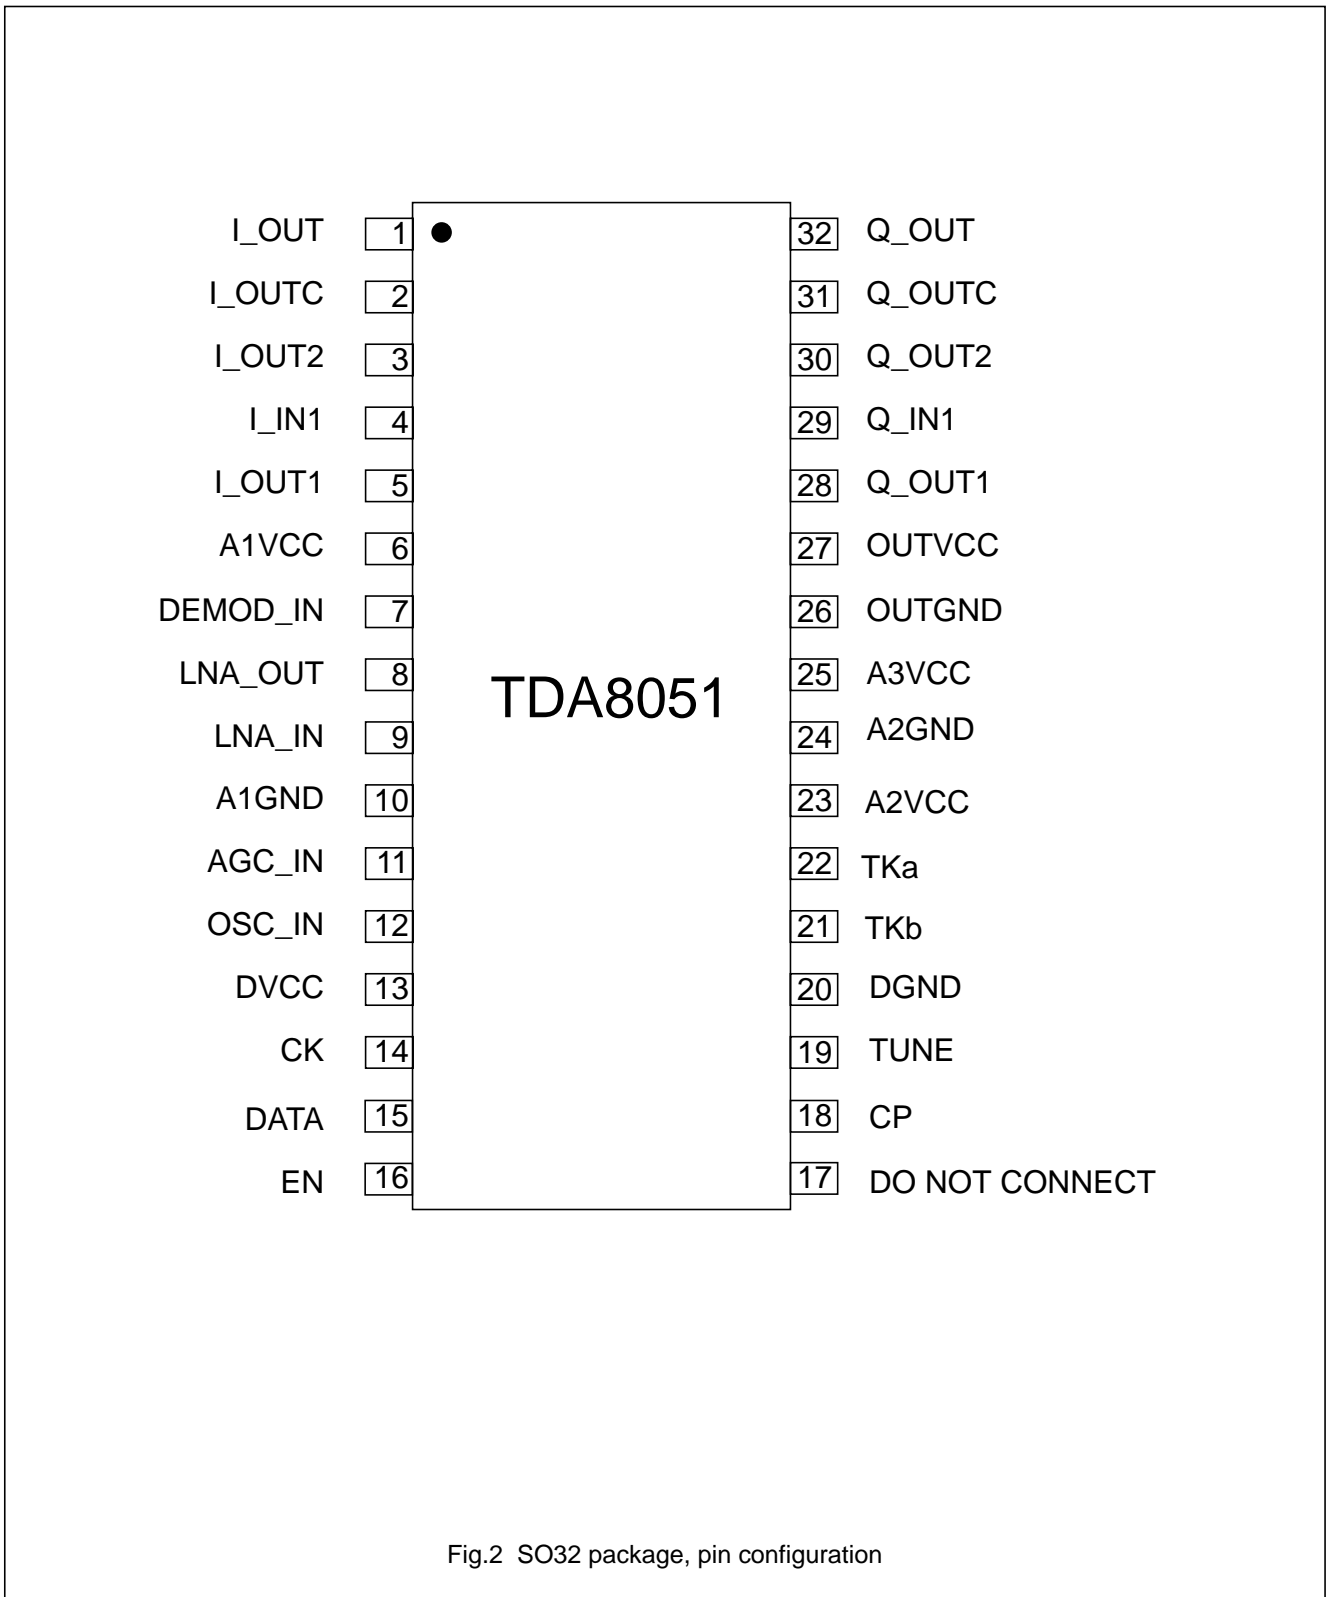 I_OUT 1 32 Q_OUT
I_OUTC 2 31 Q_OUTC
I_OUT2 3 30 Q_OUT2
I_IN1 4 29 Q_IN1
I_OUT1 5 28 Q_OUT1
A1VCC 6 27 OUTVCC
DEMOD_IN 7 26 OUTGND
LNA_OUT 8 25 A3VCC
TDA8051
LNA_IN 9 24 A2GND
A1GND 10 23 A2VCC
AGC_IN 11 22 TKa
OSC_IN 12 21 TKb
DVCC 13 20 DGND
CK 14 19 TUNE
DATA 15 18 CP
EN 16 17 DO NOT CONNECT
Fig.2 SO32 package, pin configuration